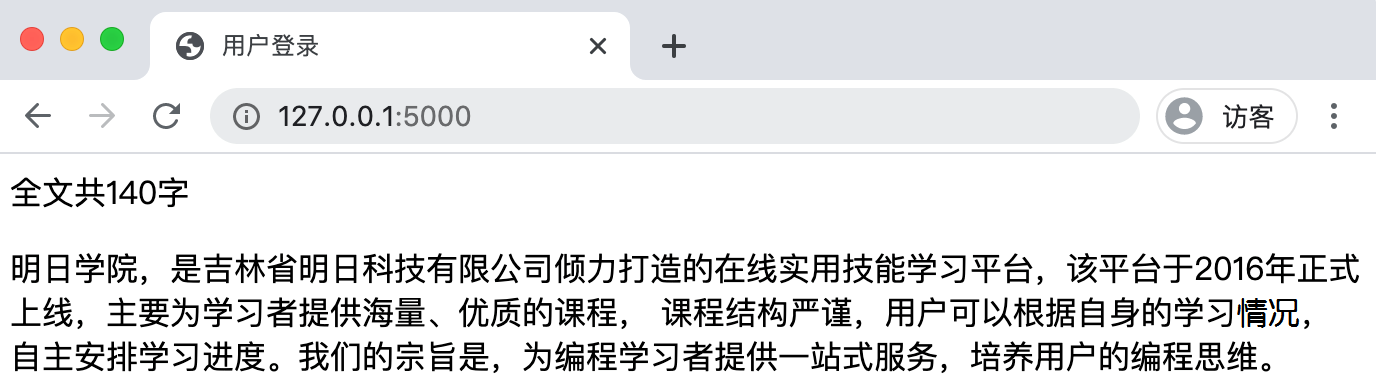 用户登录
127.0.0.1:5000
访客
全文共140字
明日学院，是吉林省明日科技有限公司倾力打造的在线实用技能学习平台，该平台于2016年正式
上线，主要为学习者提供海量、优质的课程， 课程结构严谨，用户可以根据自身的学习情况，
自主安排学习进度。我们的宗旨是，为编程学习者提供一站式服务，培养用户的编程思维。